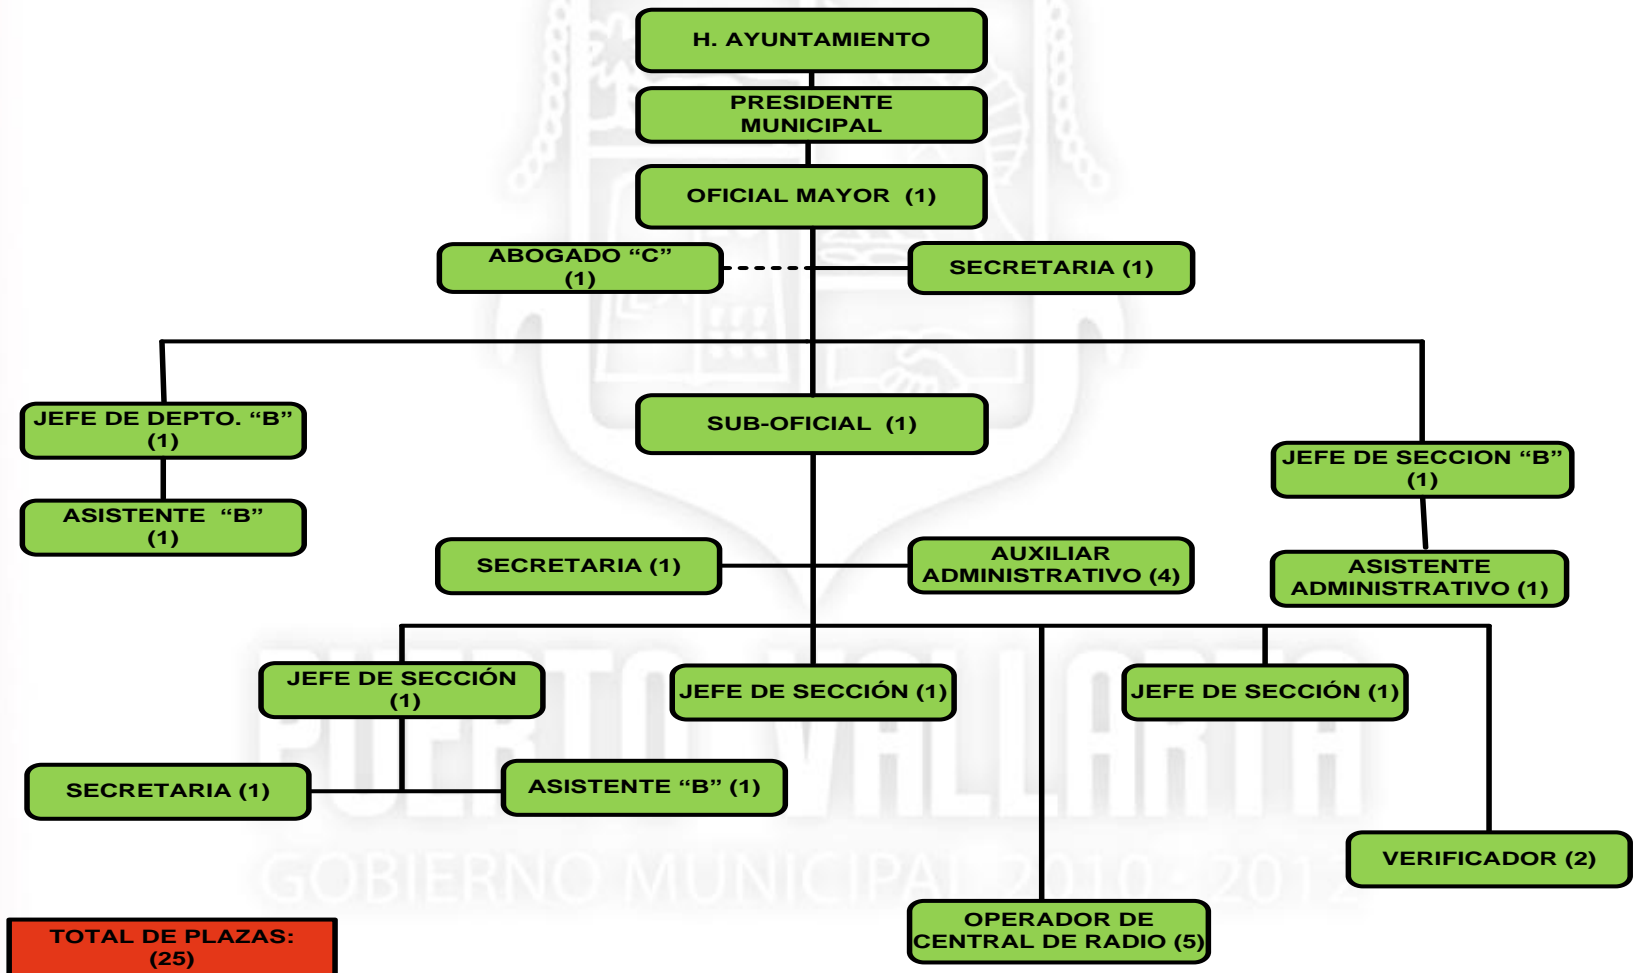 H. AYUNTAMIENTO
PRESIDENTE
MUNICIPAL
OFICIAL MAYOR (1)
ABOGADO “C”
(1)
SECRETARIA (1)
JEFE DE DEPTO. “B”
(1)
SUB-OFICIAL (1)
JEFE DE SECCION “B”
(1)
ASISTENTE “B”
(1)
SECRETARIA (1)
AUXILIAR
ADMINISTRATIVO (4)
ASISTENTE
ADMINISTRATIVO (1)
JEFE DE SECCIÓN
(1)
JEFE DE SECCIÓN (1)
JEFE DE SECCIÓN (1)
SECRETARIA (1)
ASISTENTE “B” (1)
VERIFICADOR (2)
OPERADOR DE
CENTRAL DE RADIO (5)
TOTAL DE PLAZAS:
(25)
PUERTO VALLARTA
GOBIERNO MUNICIPAL 2010 - 2012